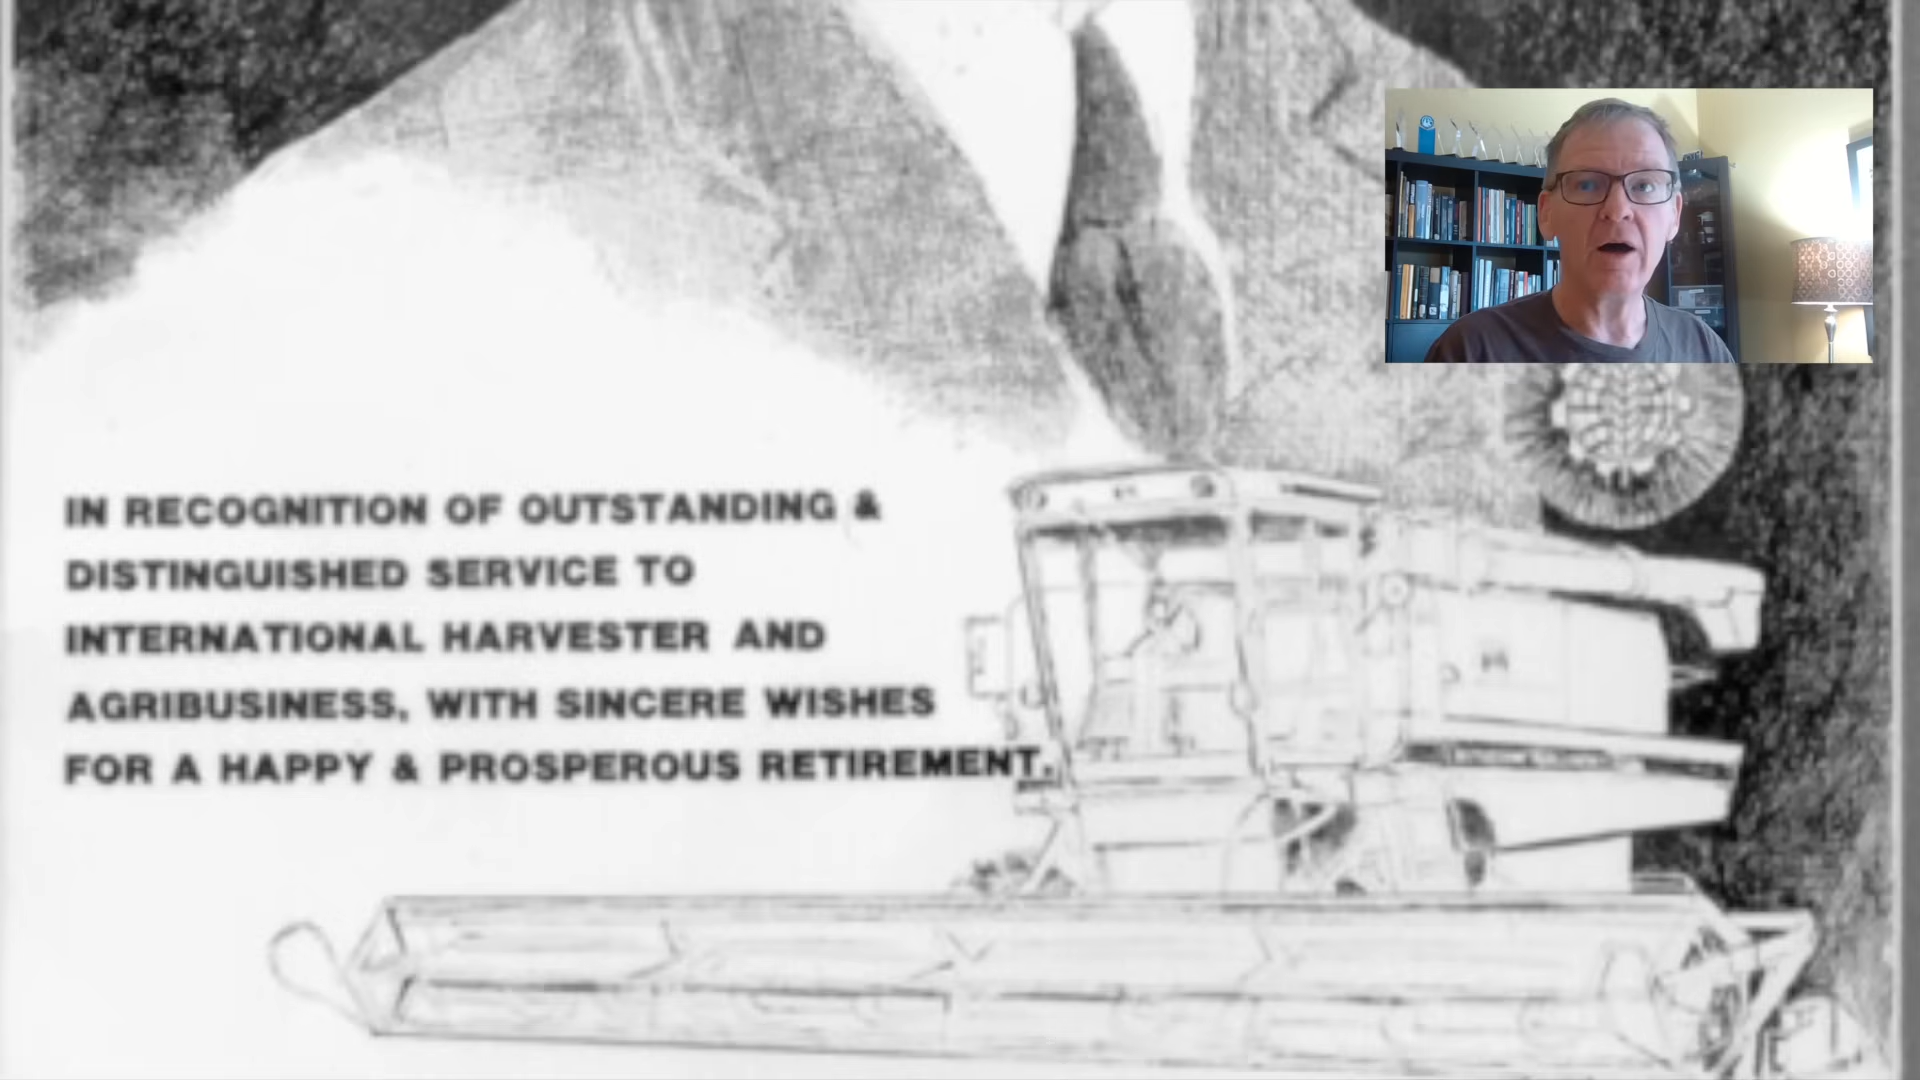 IN RECOGNITION OF OUTSTANDING &
DISTINGUISHED SERVICE TO
INTERNATIONAL HARVESTER AND
AGRIBUSINESS, WITH SINCERE WISHES
FOR A HAPPY & PROSPEROUS RETIREMENT.